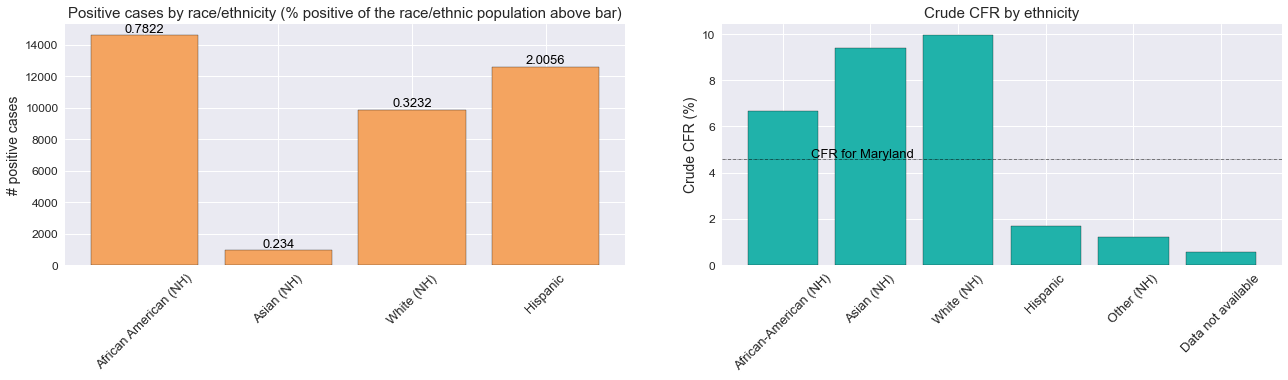 Positive cases by race/ethnicity (% positive of the race/ethnic population above bar)
# positive cases
14000
12000
10000
8000
6000
4000
2000
0
0.7822
0.234
0.3232
2.0056
African American (NH)
Asian (NH)
White (NH)
Hispanic
Crude CFR by ethnicity
Crude CFR (%)
10
8
6
4
2
0
CFR for Maryland
African-American (NH)
Asian (NH)
White (NH)
Hispanic
Other (NH)
Data not available